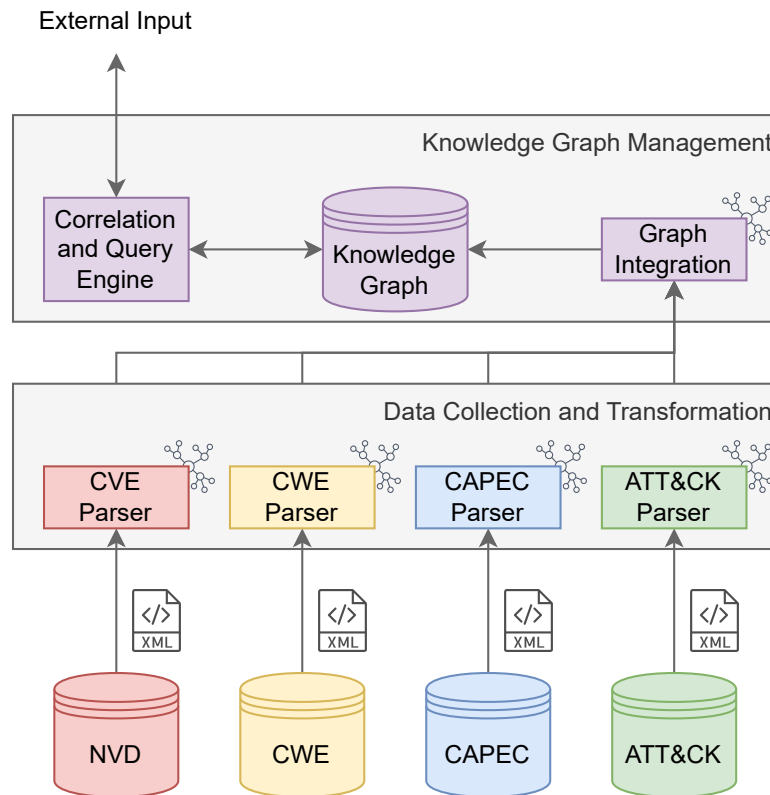 External Input
Knowledge Graph Management
Correlation
and Query
Engine
Knowledge
Graph
Graph
Integration
Data Collection and Transformation
CVE
Parser
CWE
Parser
CAPEC
Parser
ATT&CK
Parser
XML
XML
XML
XML
NVD
CWE
CAPEC
ATT&CK